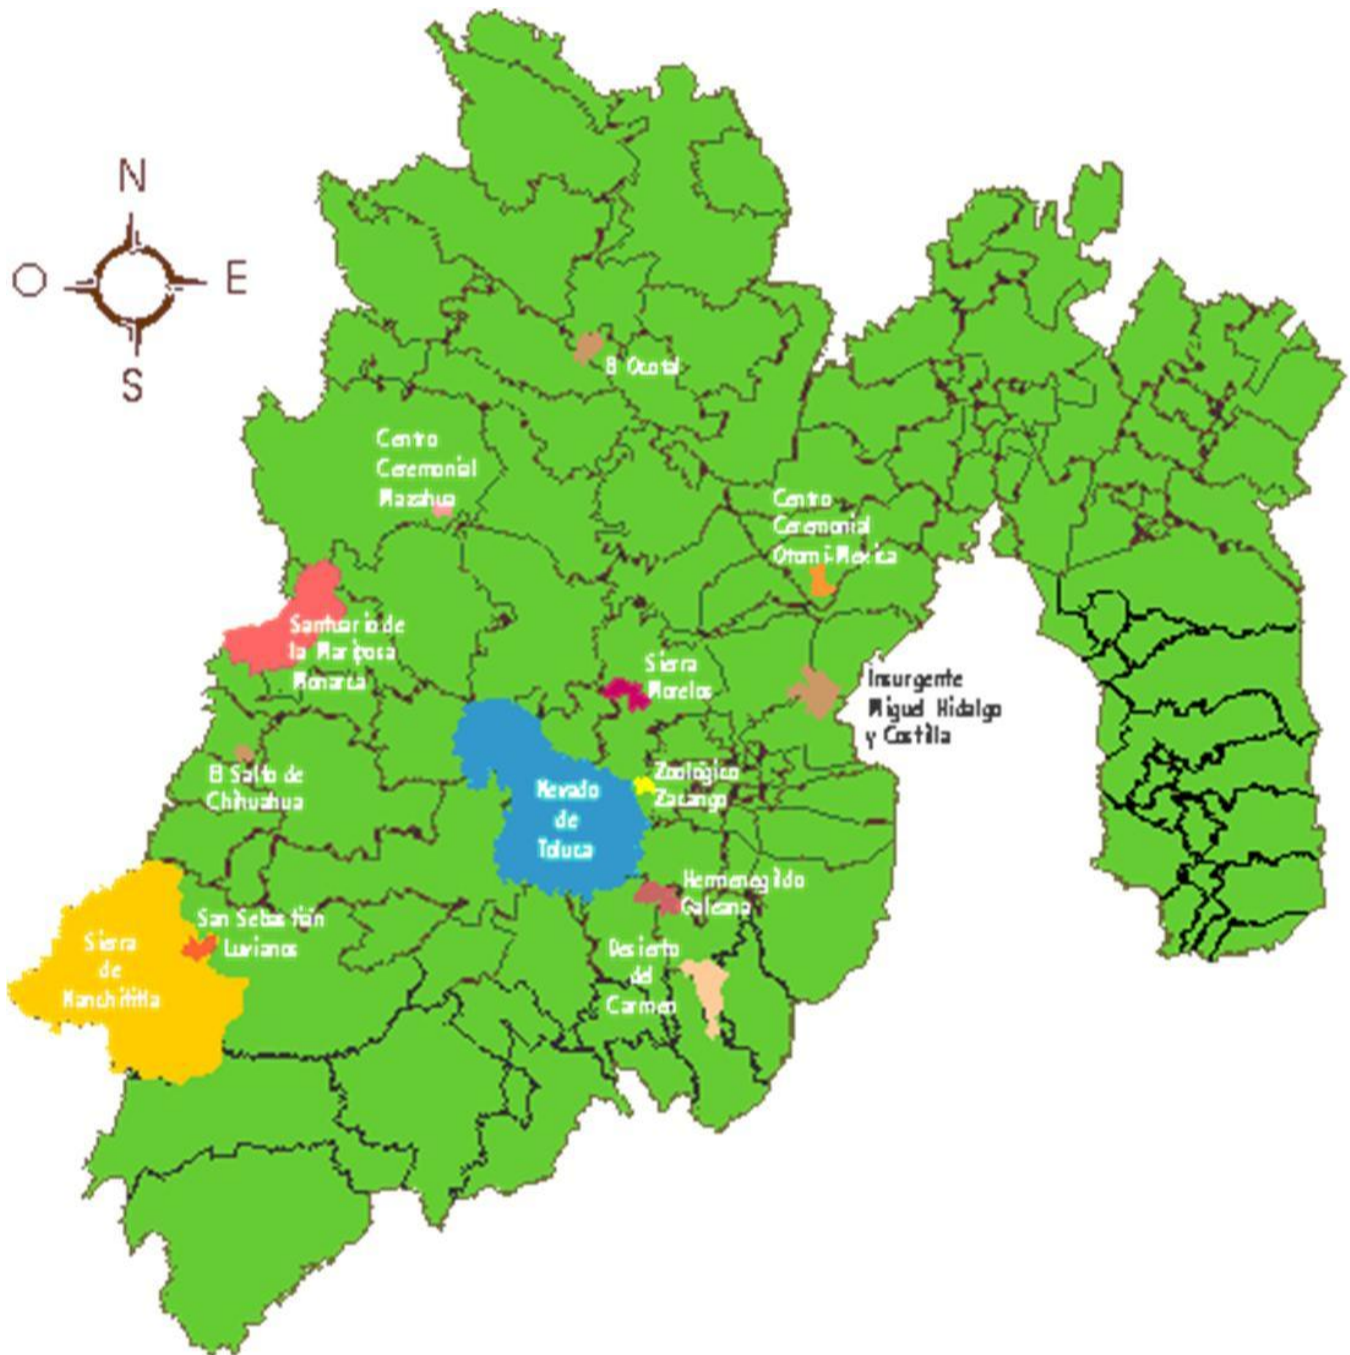 N
O
E
S
El Ocotal
Centro
Ceremonial
Mazahua
Centro
Ceremonial
Otomi-Mexica
Santuario de
la Mariposa
Monarca
Sierra
Morelos
Insurgente
Miguel Hidalgo
y Costilla
El Salto de
Chihuahua
Nevado
de
Toluca
Zoológico
Zacango
Hermenegildo
Galeana
San Sebastián
Luvianos
Sierra
de
Nanchititla
Desierto
del
Carmen